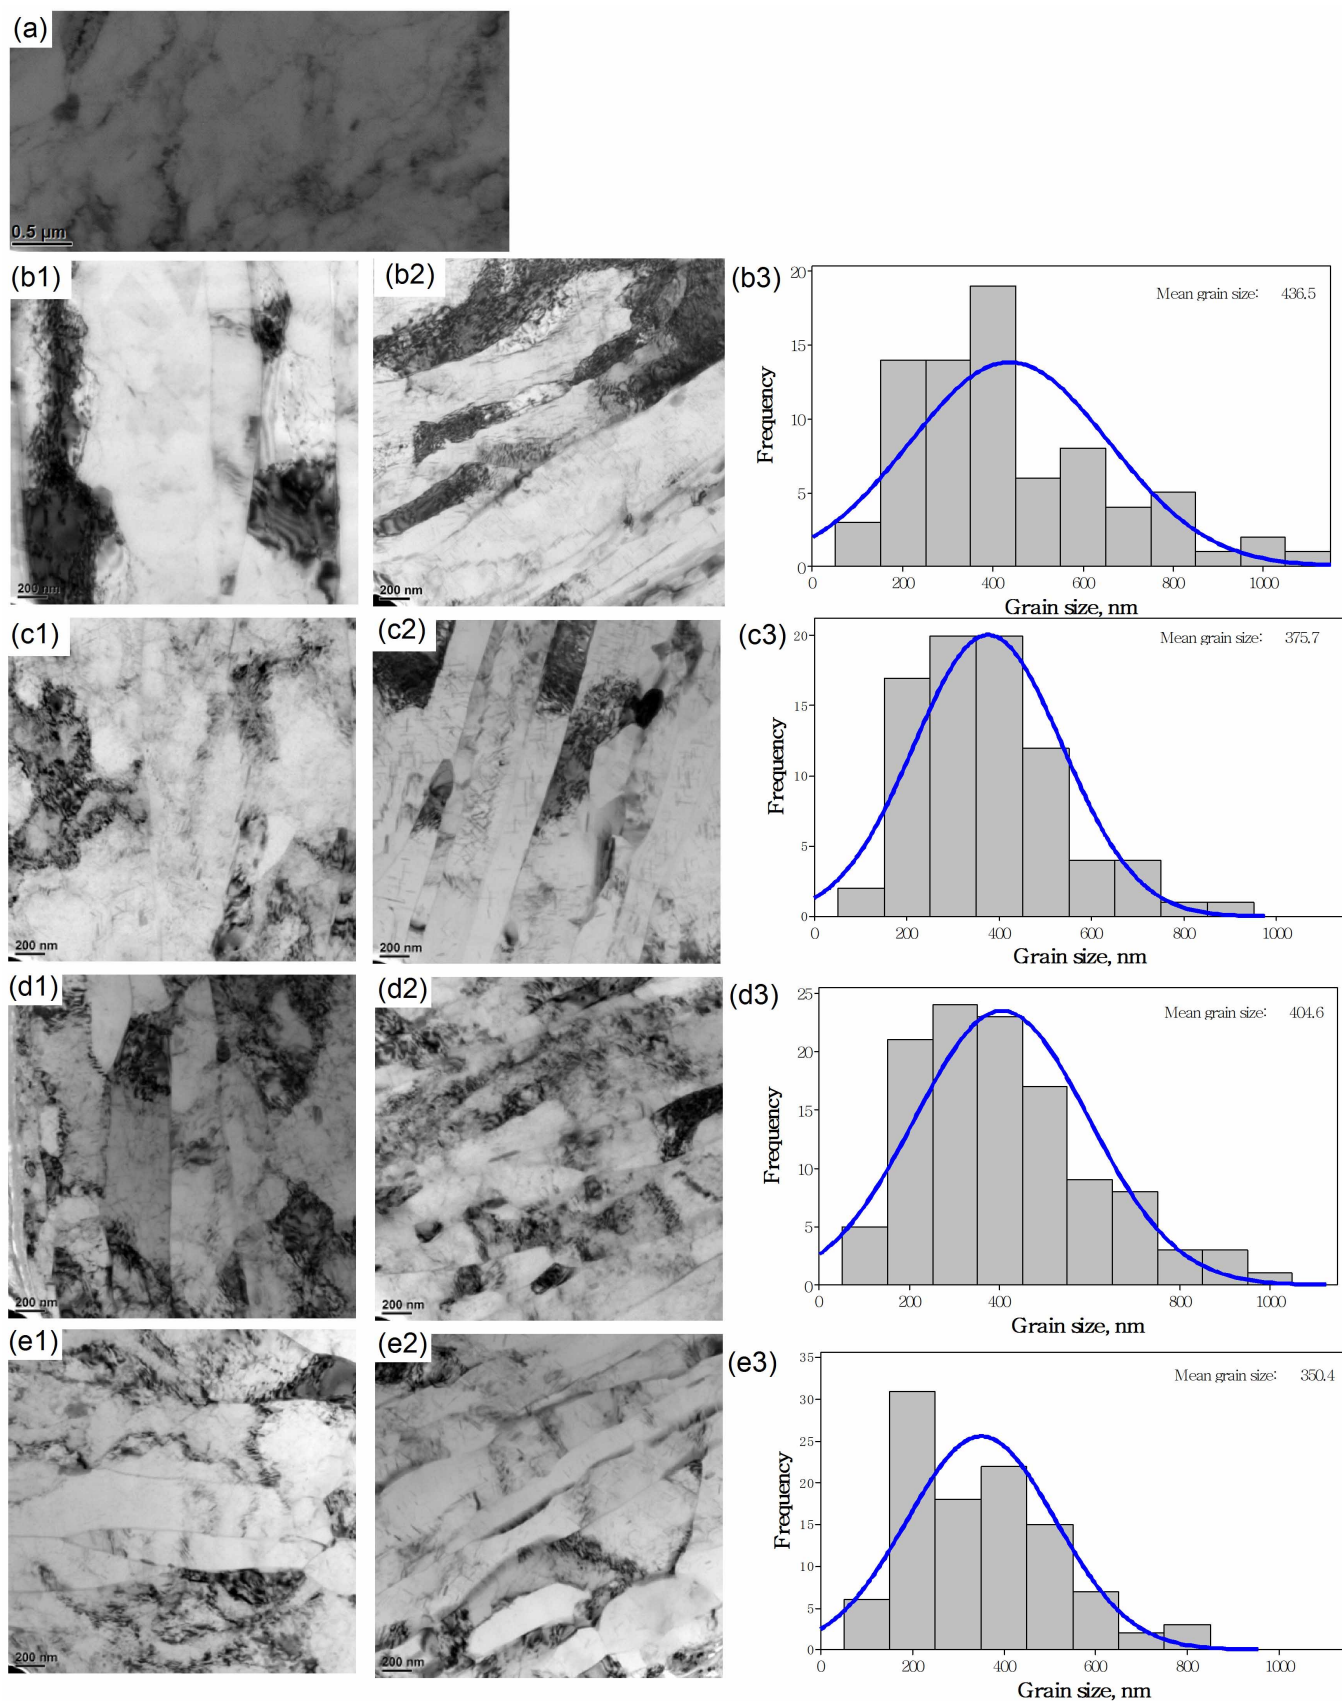 (a)
0.5 µm
(b1)
200 nm
(b2)
200 nm
(b3)
Mean grain size: 436.5
Frequency
20
15
10
5
0
0 200 400 600 800 1000
Grain size, nm
(c1)
200 nm
(c2)
200 nm
(c3)
Mean grain size: 375.7
Frequency
20
15
10
5
0
0 200 400 600 800 1000
Grain size, nm
(d1)
200 nm
(d2)
200 nm
(d3)
Mean grain size: 404.6
Frequency
25
20
15
10
5
0
0 200 400 600 800 1000
Grain size, nm
(e1)
200 nm
(e2)
200 nm
(e3)
Mean grain size: 350.4
Frequency
35
30
25
20
15
10
5
0
0 200 400 600 800 1000
Grain size, nm